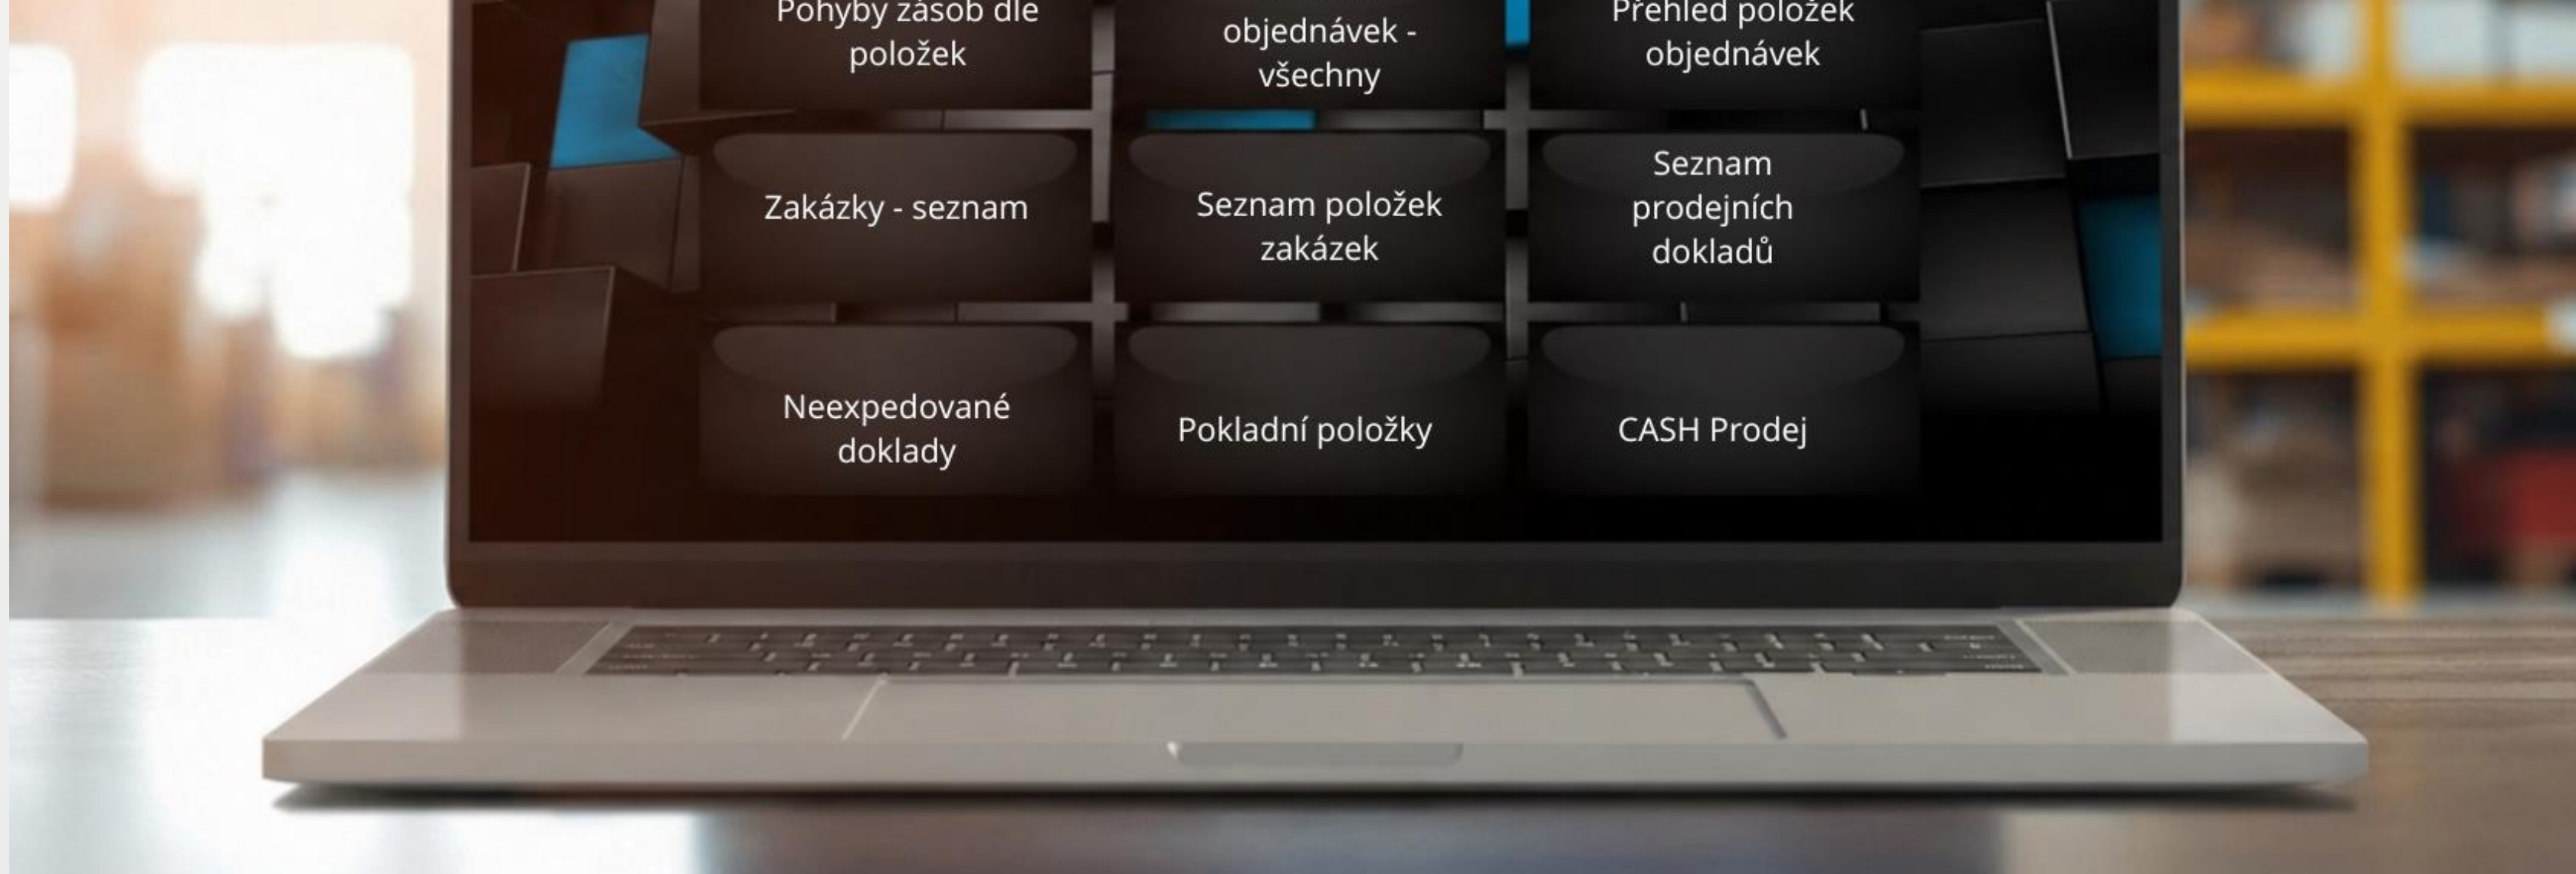 Pohyby zásob dle
položek
objednávek -
všechny
Přehled položek
objednávek
Zakázky - seznam
Seznam položek
zakázek
Seznam
prodejních
dokladů
Neexpedované
doklady
Pokladní položky
CASH Prodej